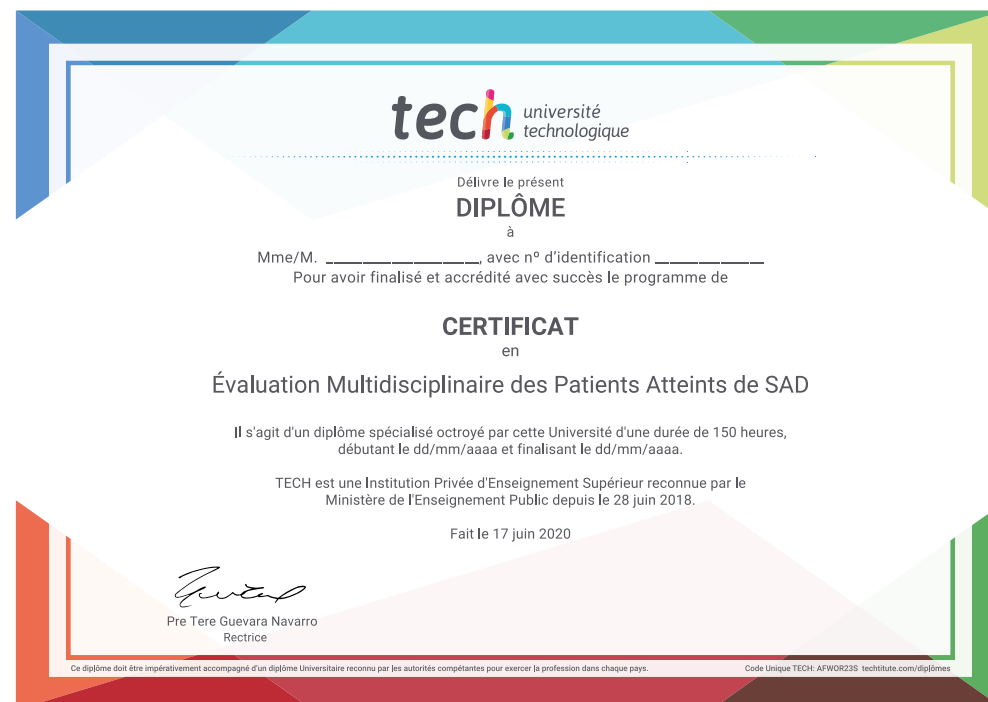 tech université
technologique
Délivre le présent
DIPLÔME
à
Mme/M. ____________________, avec nº d'identification ______________
Pour avoir finalisé et accrédité avec succès le programme de
CERTIFICAT
en
Évaluation Multidisciplinaire des Patients Atteints de SAD
Il s'agit d'un diplôme spécialisé octroyé par cette Université d'une durée de 150 heures,
débutant le dd/mm/aaaa et finalisant le dd/mm/aaaa.
TECH est une Institution Privée d'Enseignement Supérieur reconnue par le
Ministère de l'Enseignement Public depuis le 28 juin 2018.
Fait le 17 juin 2020
Pre Tere Guevara Navarro
Rectrice
Ce diplôme doit être impérativement accompagné d'un diplôme Universitaire reconnu par les autorités compétentes pour exercer la profession dans chaque pays.
Code Unique TECH: AFWOR23S techtitute.com/diplômes